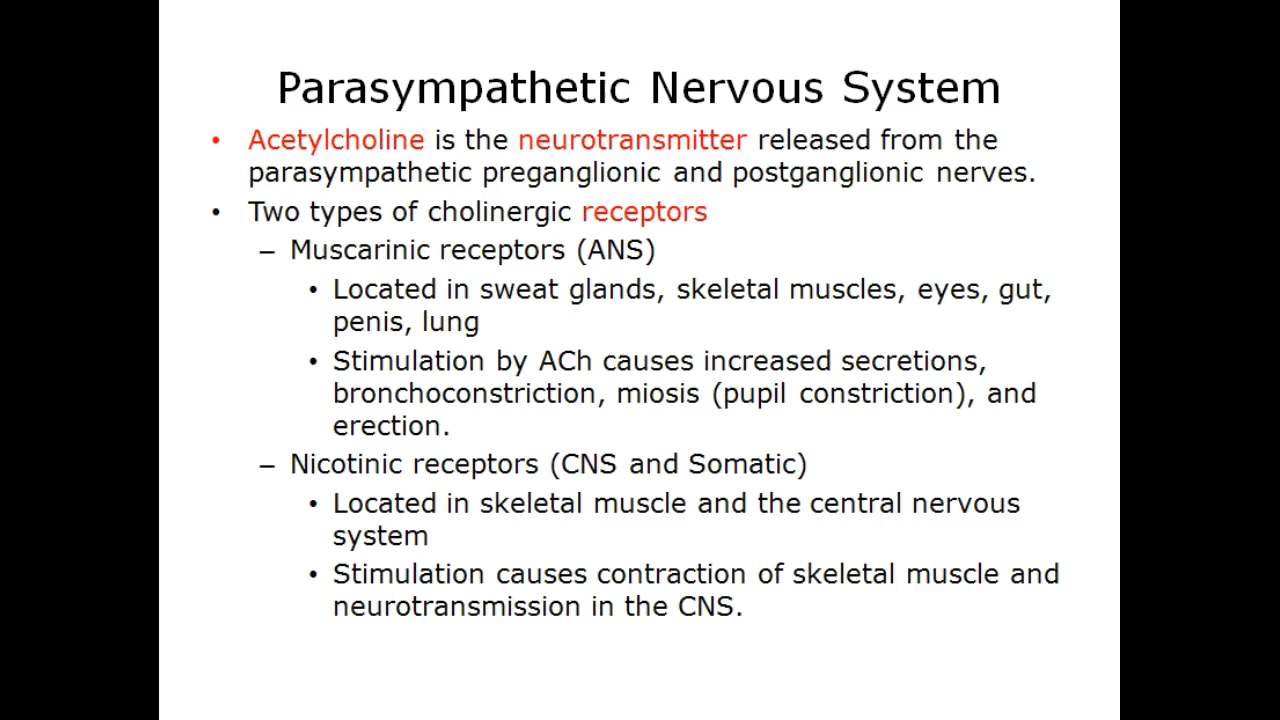 Parasympathetic Nervous System
• Acetylcholine is the neurotransmitter released from the
parasympathetic preganglionic and postganglionic nerves.
• Two types of cholinergic receptors
– Muscarinic receptors (ANS)
• Located in sweat glands, skeletal muscles, eyes, gut,
penis, lung
• Stimulation by ACh causes increased secretions,
bronchoconstriction, miosis (pupil constriction), and
erection.
– Nicotinic receptors (CNS and Somatic)
• Located in skeletal muscle and the central nervous
system
• Stimulation causes contraction of skeletal muscle and
neurotransmission in the CNS.